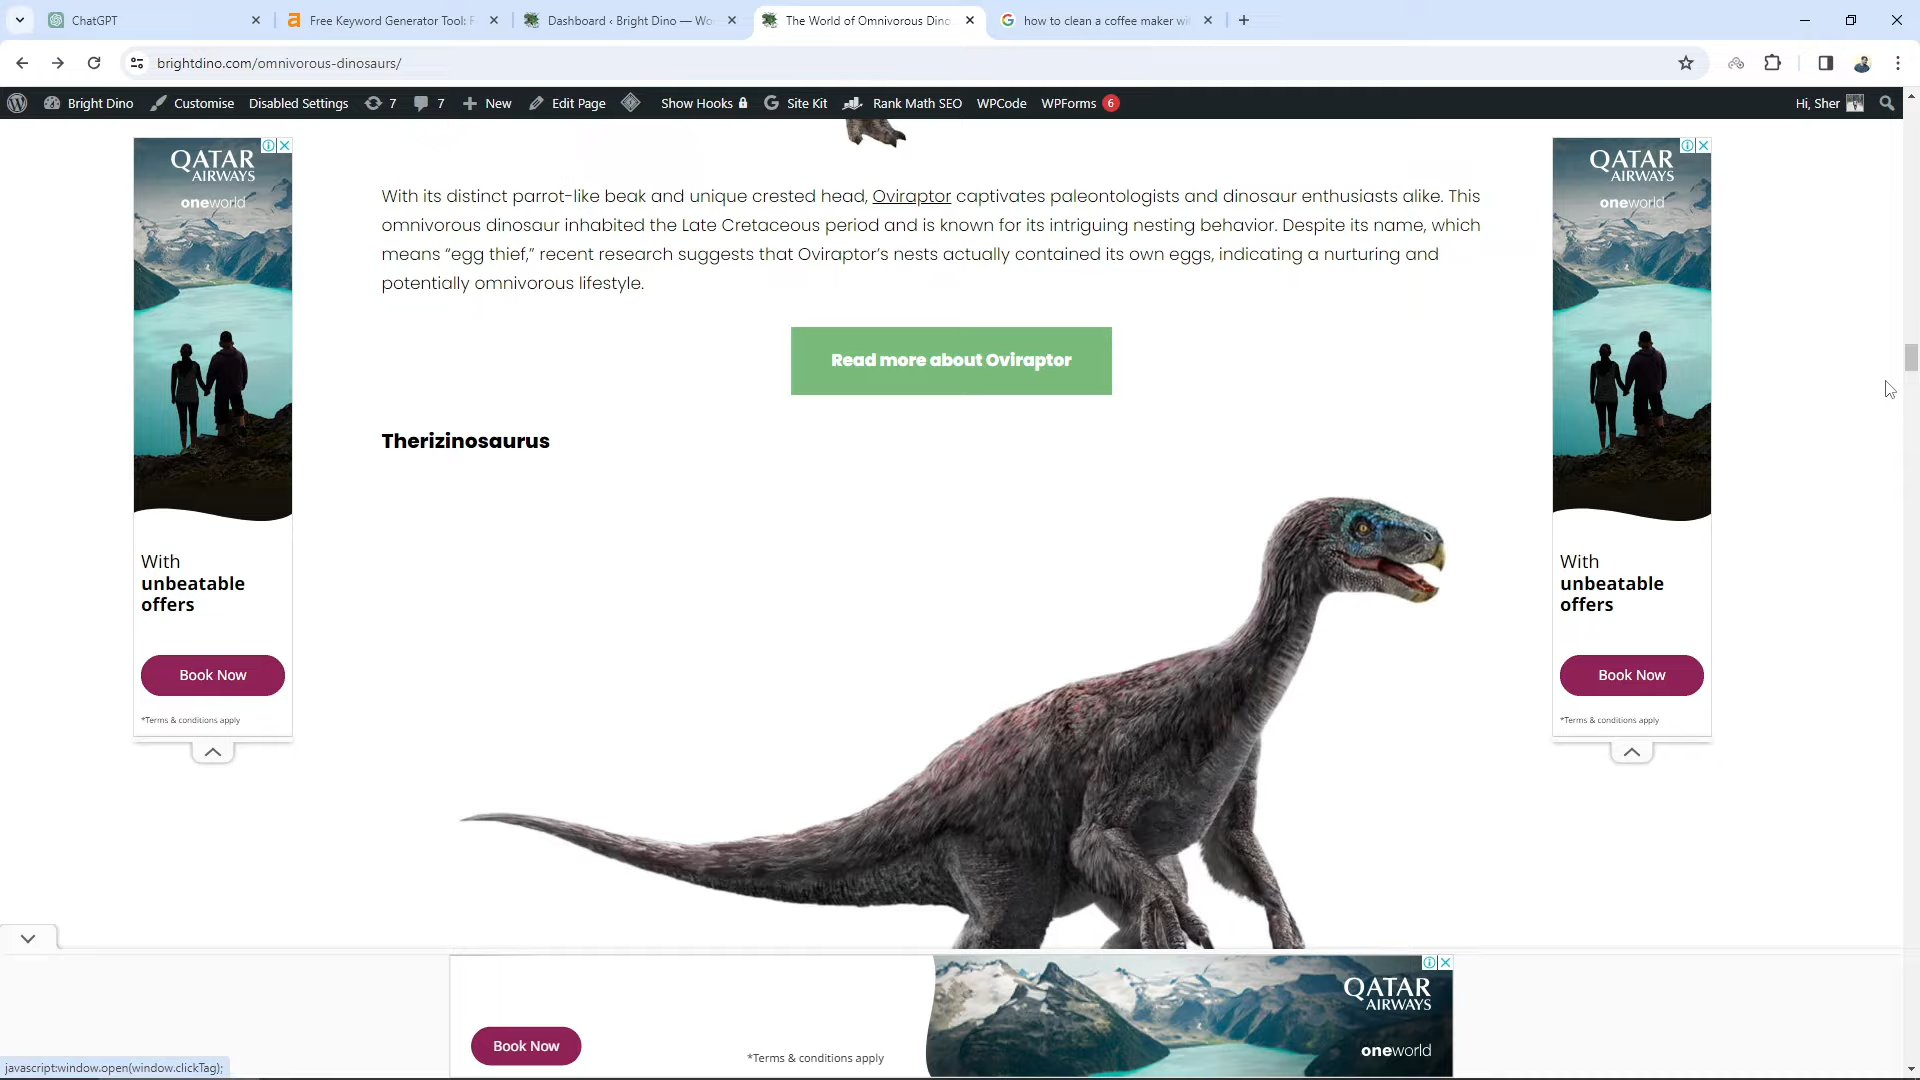 ChatGPT
Free Keyword Generator Tool: F
Dashboard ‹ Bright Dino — Wo
The World of Omnivorous Dino
how to clean a coffee maker wi
brightdino.com/omnivorous-dinosaurs/
Bright Dino
Customise
Disabled Settings
7
7
New
Edit Page
Show Hooks
Site Kit
Rank Math SEO
WPCode
WPForms 6
Hi, Sher
QATAR
AIRWAYS
oneworld
With
unbeatable
offers
Book Now
*Terms & conditions apply
With its distinct parrot-like beak and unique crested head, Oviraptor captivates paleontologists and dinosaur enthusiasts alike. This
omnivorous dinosaur inhabited the Late Cretaceous period and is known for its intriguing nesting behavior. Despite its name, which
means “egg thief,” recent research suggests that Oviraptor’s nests actually contained its own eggs, indicating a nurturing and
potentially omnivorous lifestyle.
Read more about Oviraptor
Therizinosaurus
QATAR
AIRWAYS
oneworld
With
unbeatable
offers
Book Now
*Terms & conditions apply
Book Now
*Terms & conditions apply
QATAR
AIRWAYS
oneworld
javascript:window.open(window.clickTag);